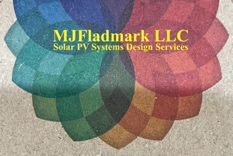 MJFladmark LLC
Solar PV Systems Design Services